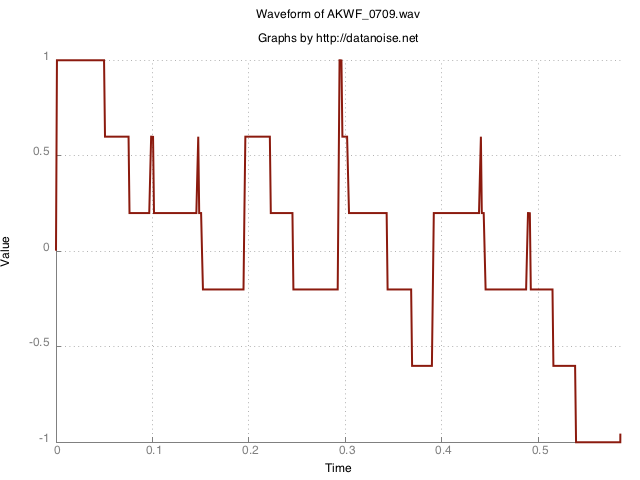 Waveform of AKWF_0709.wav
Graphs by http://datanoise.net
1
0.5
0
-0.5
-1
Value
0 0.1 0.2 0.3 0.4 0.5
Time